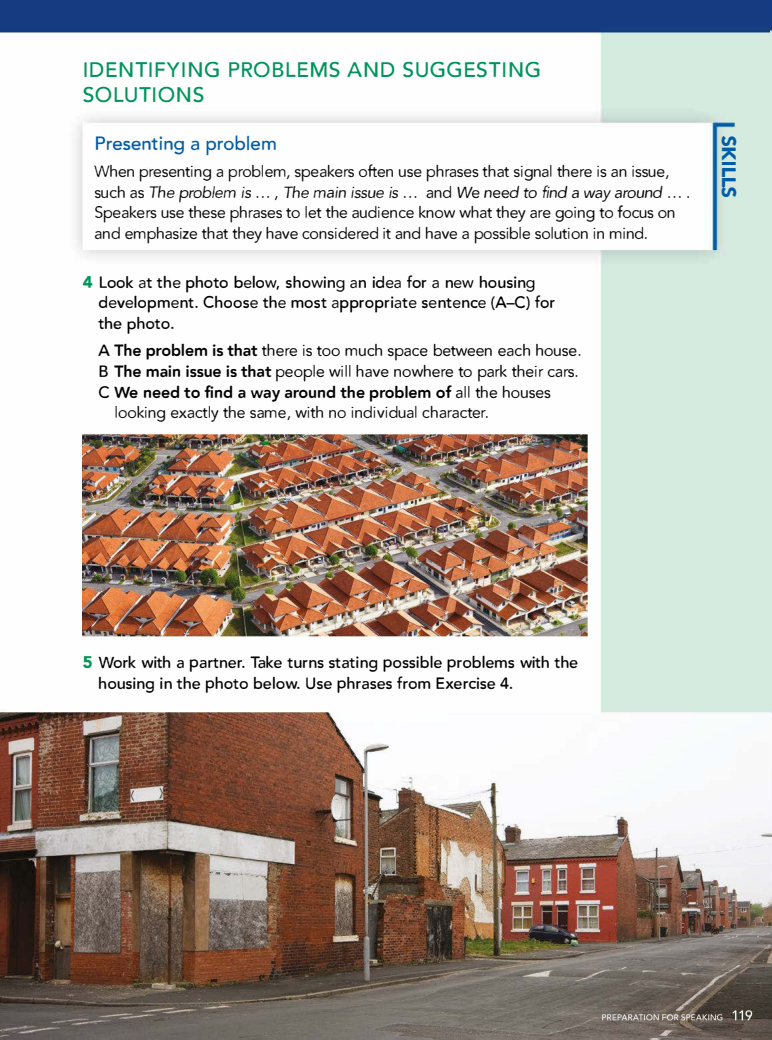 IDENTIFYING PROBLEMS AND SUGGESTING
SOLUTIONS
Presenting a problem
When presenting a problem, speakers often use phrases that signal there is an issue,
such as The problem is … , The main issue is … and We need to find a way around … .
Speakers use these phrases to let the audience know what they are going to focus on
and emphasize that they have considered it and have a possible solution in mind.
SKILLS
4 Look at the photo below, showing an idea for a new housing
development. Choose the most appropriate sentence (A–C) for
the photo.
A The problem is that there is too much space between each house.
B The main issue is that people will have nowhere to park their cars.
C We need to find a way around the problem of all the houses
looking exactly the same, with no individual character.
5 Work with a partner. Take turns stating possible problems with the
housing in the photo below. Use phrases from Exercise 4.
PREPARATION FOR SPEAKING 119